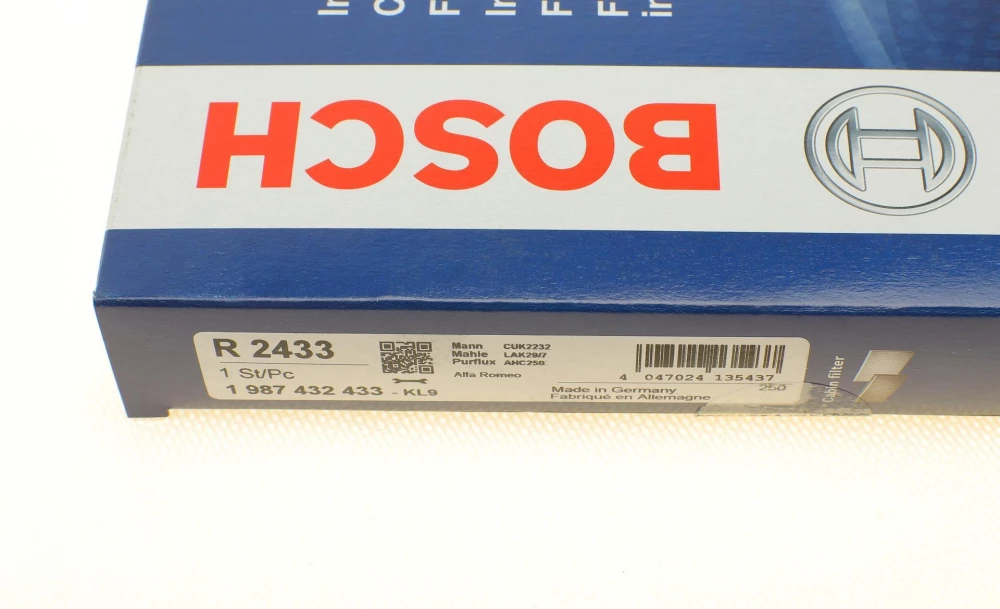 BOSCH
R 2433
1 St/Pc
1 987 432 433 - KL9
Mann CUK2232
Mahle LAK29/7
Purflux AHC250
Alfa Romeo
4 047024 135437
250
Made in Germany
Fabriqué en Allemagne
Cabin filter